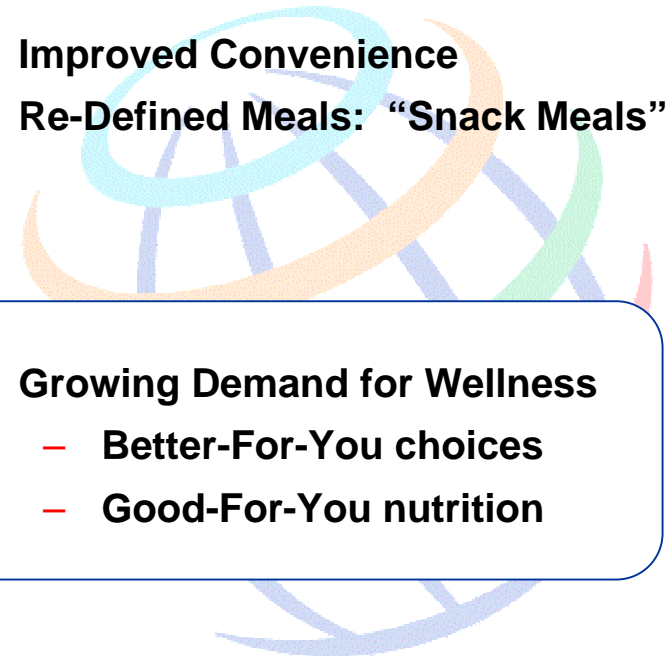 Improved Convenience
Re-Defined Meals: “Snack Meals”
Growing Demand for Wellness
– Better-For-You choices
– Good-For-You nutrition